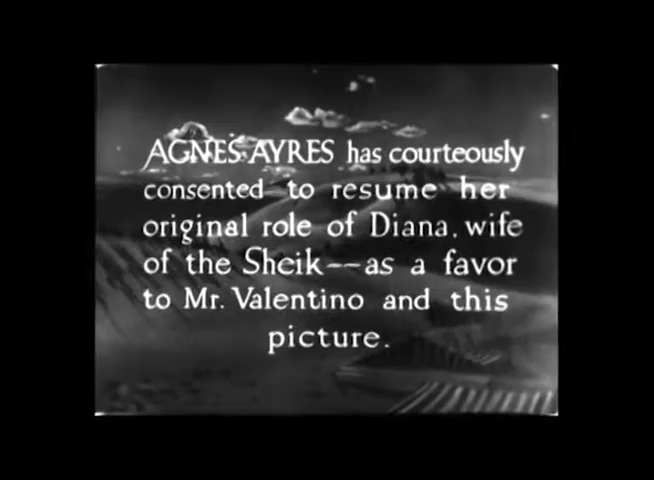 AGNES AYRES has courteously
consented to resume her
original role of Diana, wife
of the Sheik--as a favor
to Mr. Valentino and this
picture.